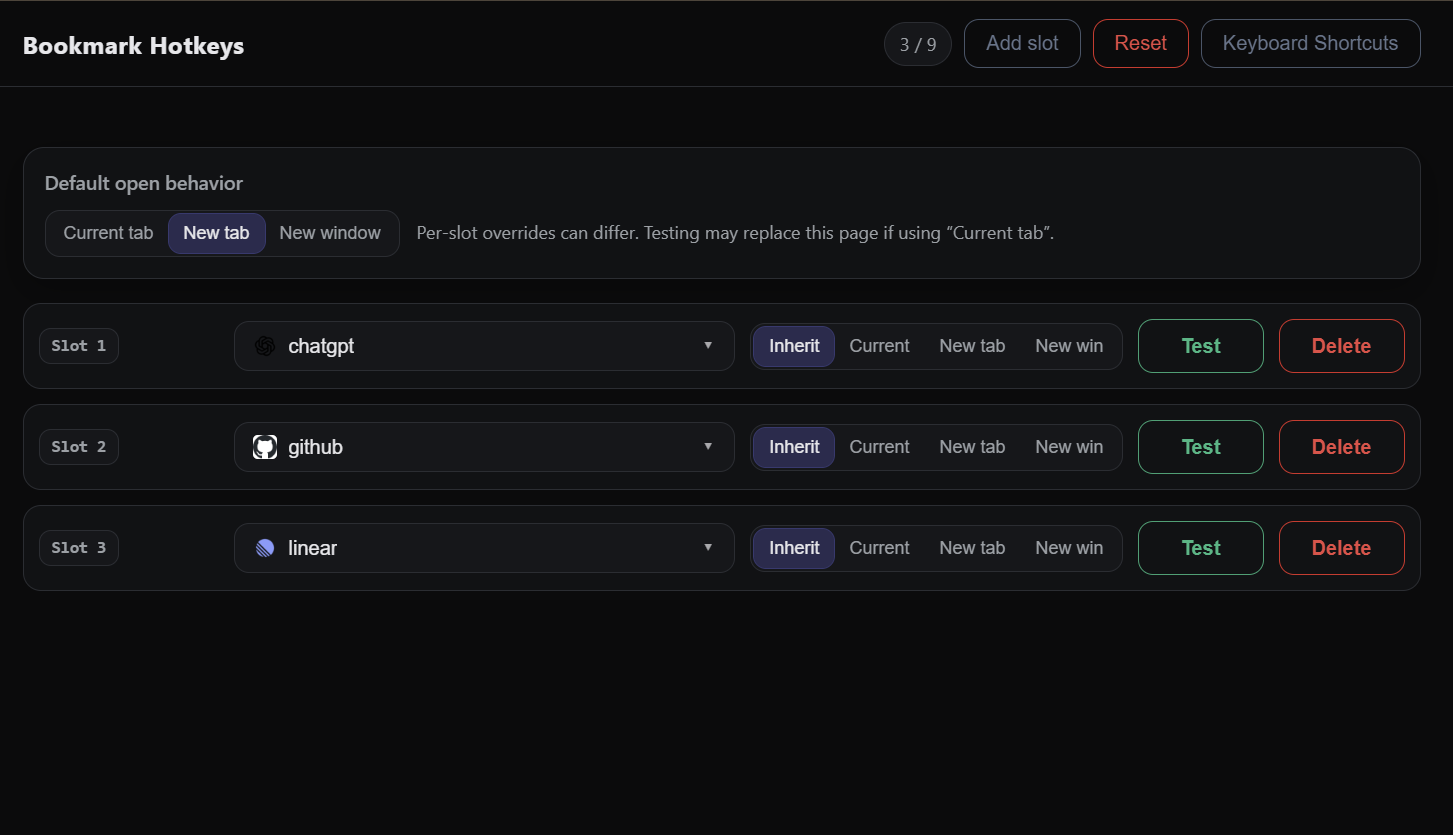 Bookmark Hotkeys
3 / 9
Add slot
Reset
Keyboard Shortcuts
Default open behavior
Current tab New tab New window Per-slot overrides can differ. Testing may replace this page if using “Current tab”.
Slot 1 chatgpt ▼ Inherit Current New tab New win Test Delete
Slot 2 github ▼ Inherit Current New tab New win Test Delete
Slot 3 linear ▼ Inherit Current New tab New win Test Delete